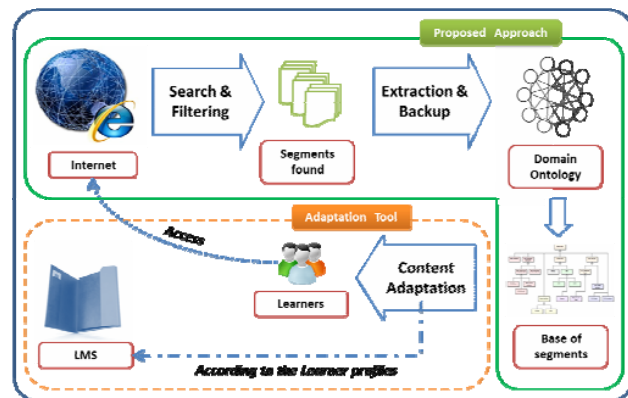 Proposed Approach
Search &
Filtering
Extraction &
Backup
Internet
Segments
found
Domain
Ontology
Adaptation Tool
Access
Learners
Content
Adaptation
LMS
According to the Learner profiles
Base of
segments